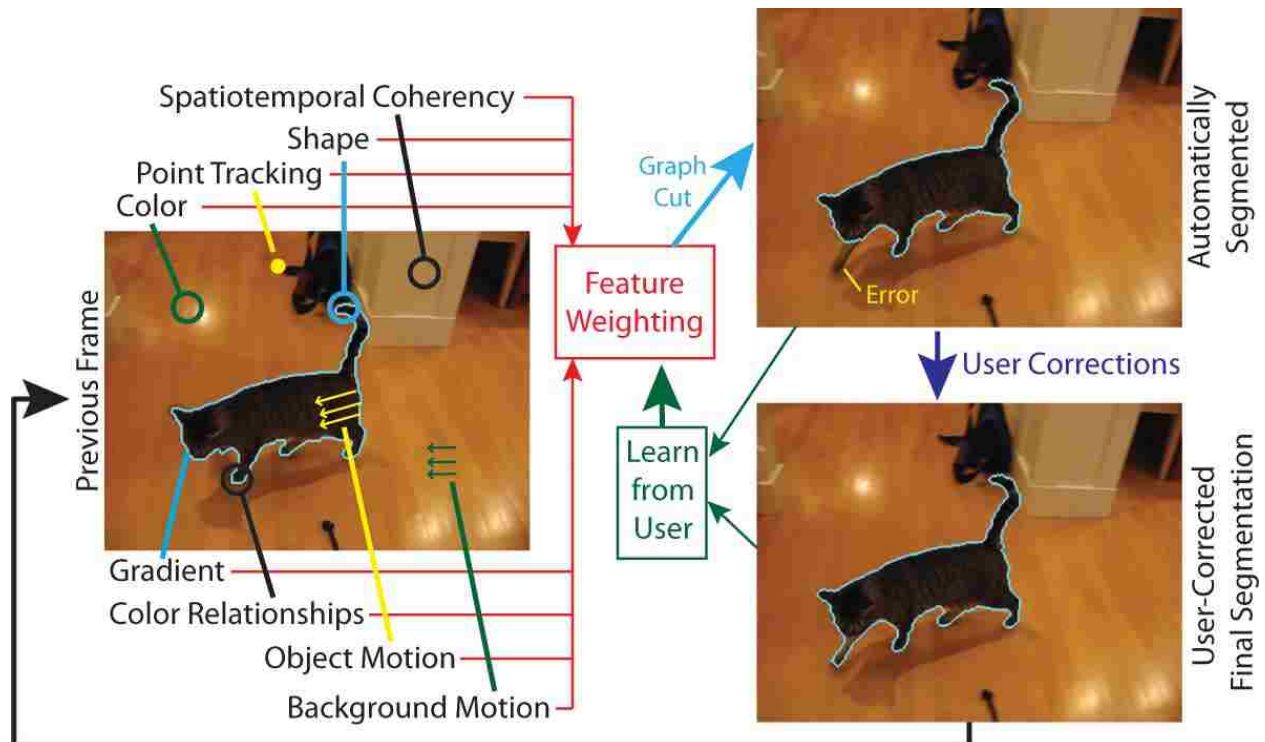 Spatiotemporal Coherency
Shape
Point Tracking
Color
Previous Frame
Gradient
Color Relationships
Object Motion
Background Motion
Feature
Weighting
Graph
Cut
Learn
from
User
Error
Automatically
Segmented
User Corrections
User-Corrected
Final Segmentation